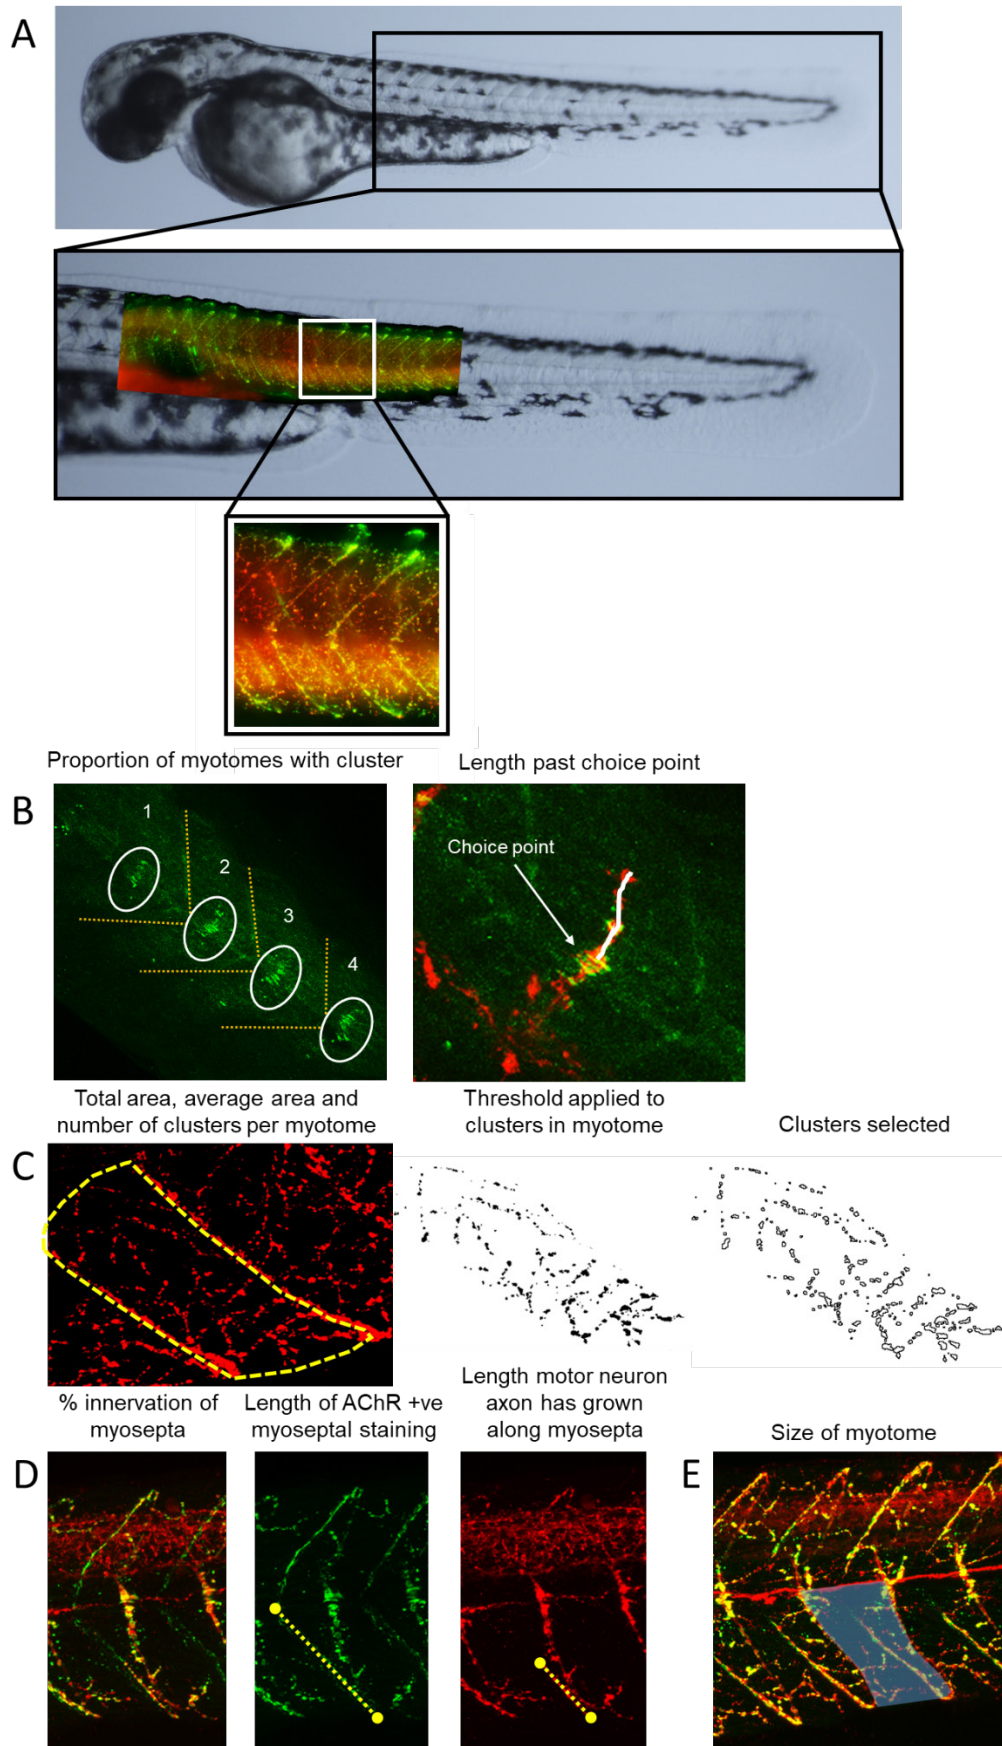 A
Proportion of myotomes with cluster
Length past choice point
B
1
2
3
4
Choice point
Total area, average area and
number of clusters per myotome
Threshold applied to
clusters in myotome
Clusters selected
C
% innervation of
myosepta
Length of AChR +ve
myoseptal staining
Length motor neuron
axon has grown
along myosepta
Size of myotome
D
E